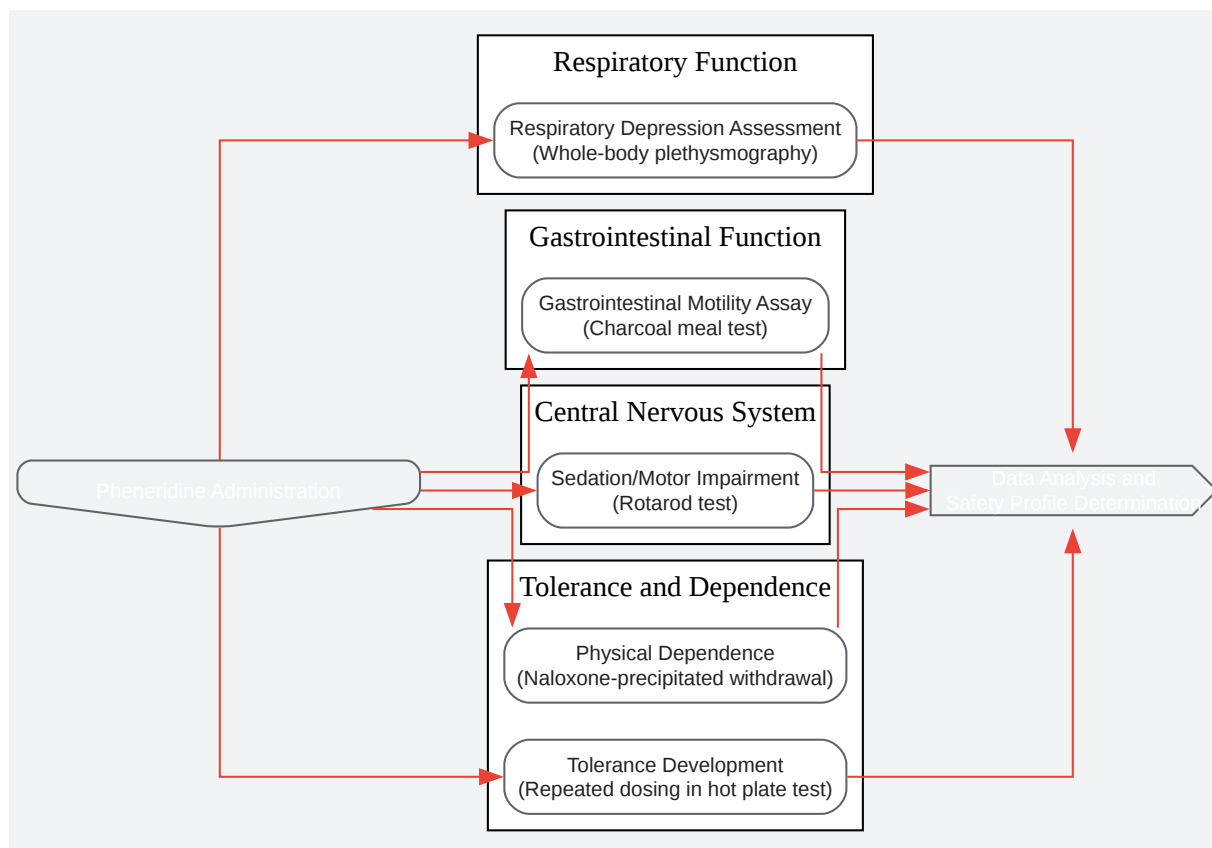 Respiratory Function
Respiratory Depression Assessment
(Whole-body plethysmography)
Gastrointestinal Function
Gastrointestinal Motility Assay
(Charcoal meal test)
Central Nervous System
Sedation/Motor Impairment
(Rotarod test)
Pheneridine Administration
Data Analysis and
Safety Profile Determination
Tolerance and Dependence
Physical Dependence
(Naloxone-precipitated withdrawal)
Tolerance Development
(Repeated dosing in hot plate test)